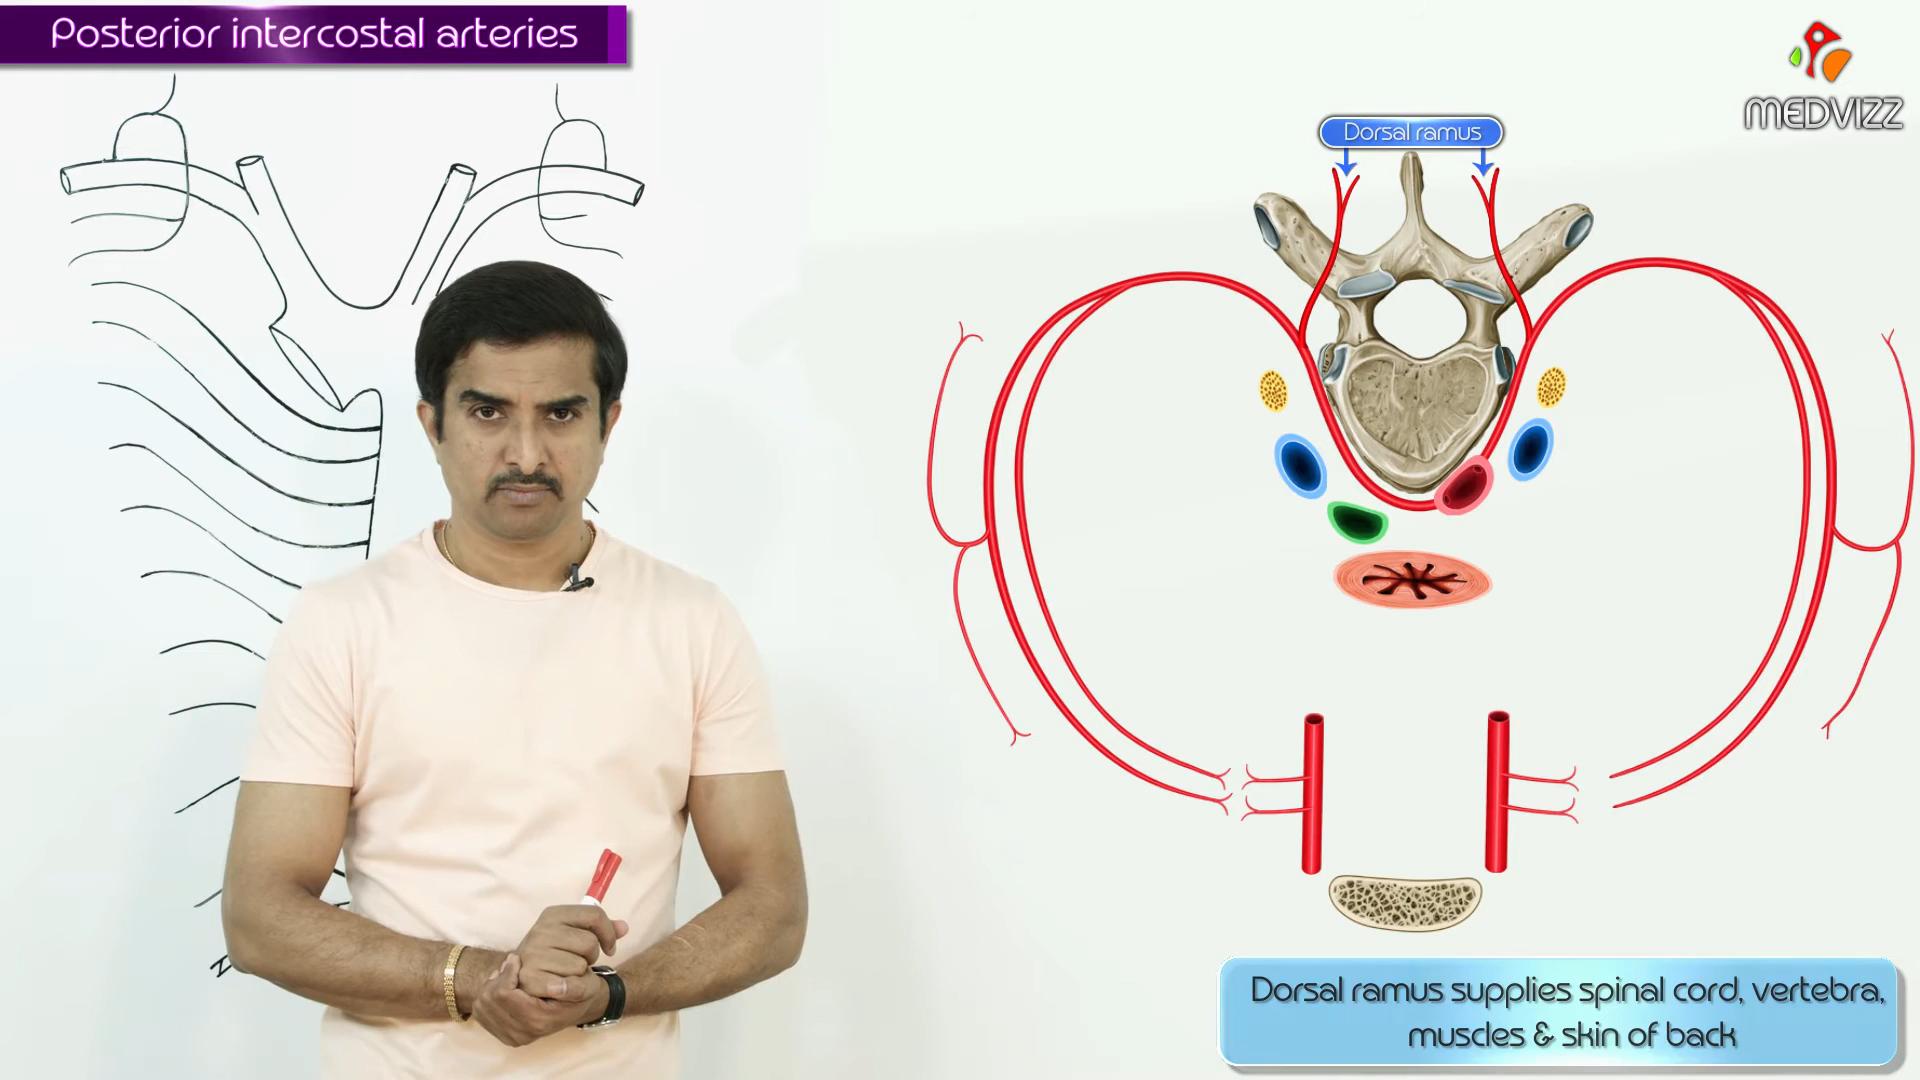 Posterior intercostal arteries
MEDVIZZ
Dorsal ramus
Dorsal ramus supplies spinal cord, vertebra,
muscles & skin of back